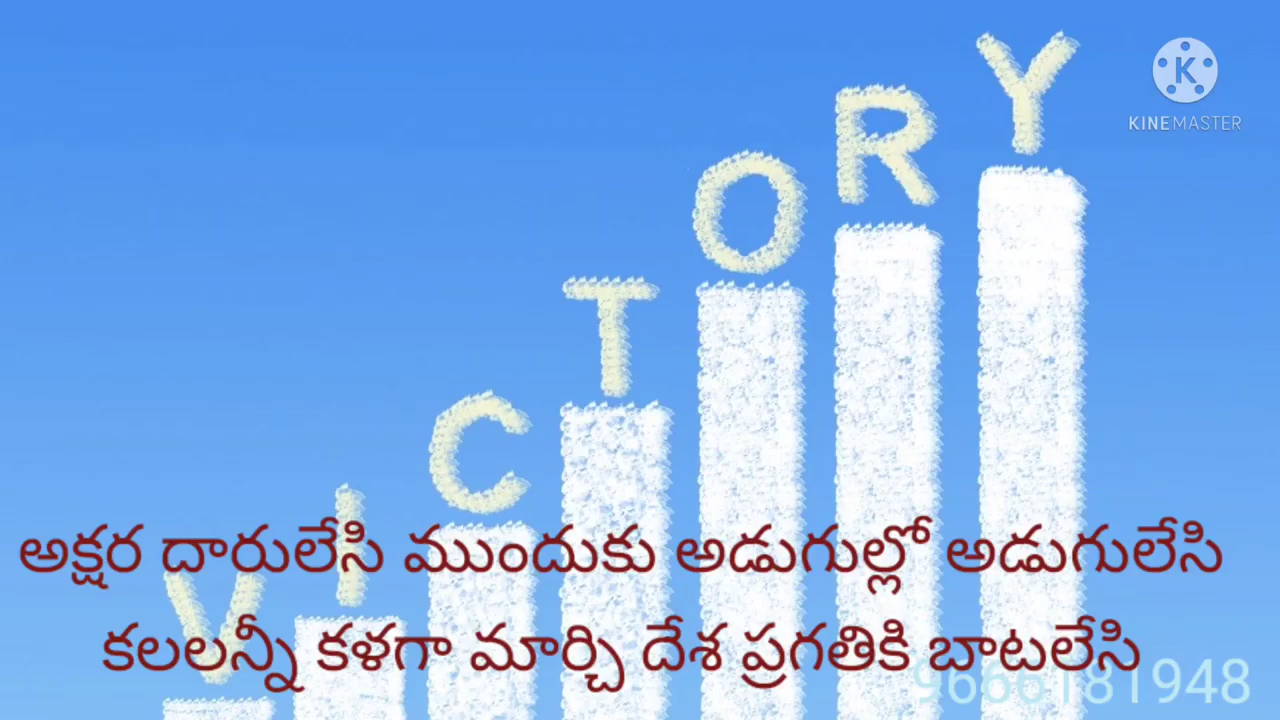 VICTORY
KINEMASTER
అక్షర దారులేసి ముందుకు అడుగుల్లో అడుగులేసి
కలలన్నీ కళగా మార్చి దేశ ప్రగతికి బాటలేసి
9666181948